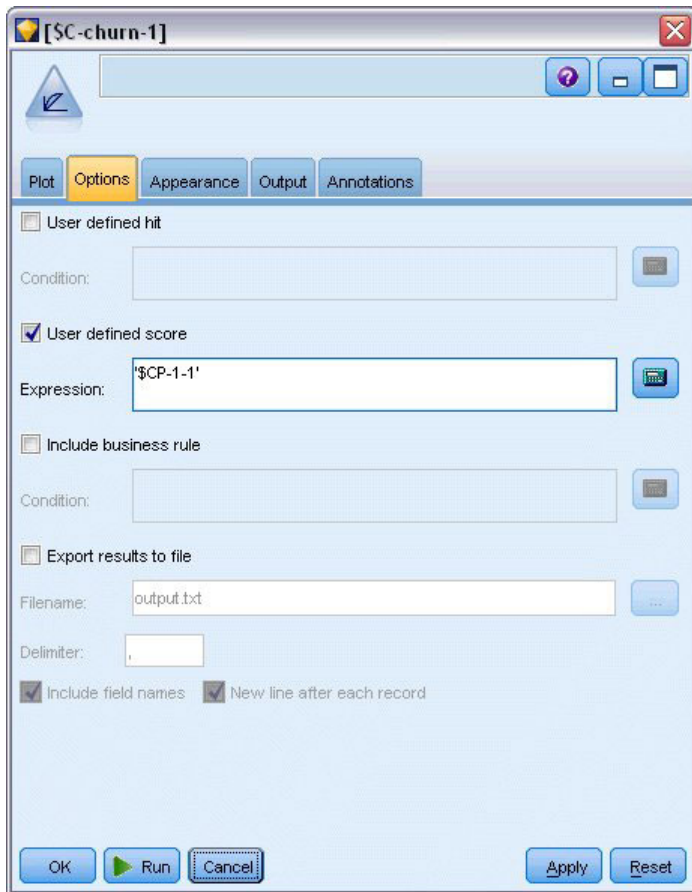 [$C-churn-1]
Plot Options Appearance Output Annotations
User defined hit
Condition:
User defined score
Expression: '$CP-1-1'
Include business rule
Condition:
Export results to file
Filename: output.txt
...
Delimiter: ,
Include field names New line after each record
OK Run Cancel Apply Reset